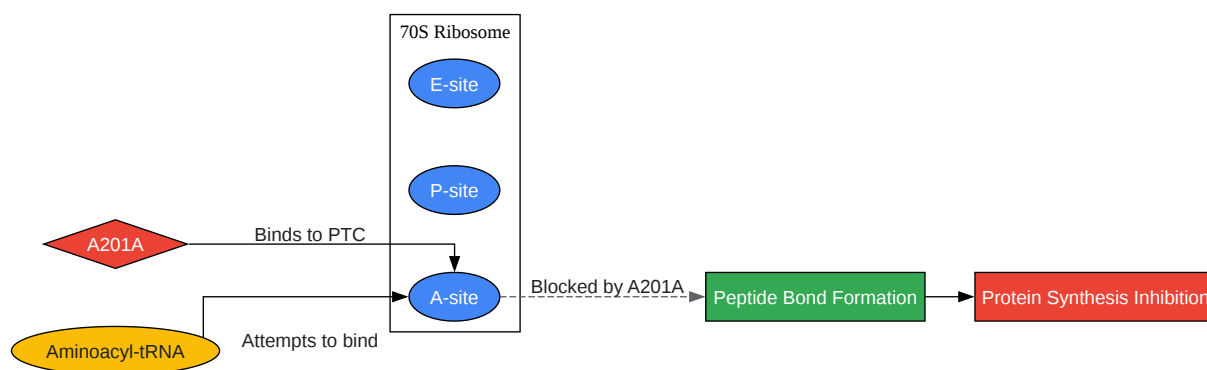 70S Ribosome
E-site
P-site
A201A
Binds to PTC
A-site
Blocked by A201A
Peptide Bond Formation
Protein Synthesis Inhibition
Attempts to bind
Aminoacyl-tRNA